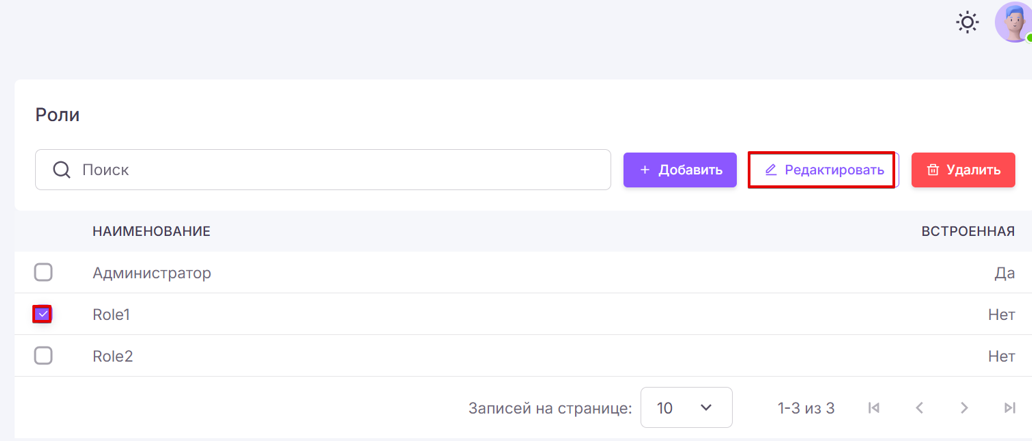 Роли
Поиск
+ Добавить
Редактировать
Удалить
НАИМЕНОВАНИЕ ВСТРОЕННАЯ
Администратор Да
Role1 Нет
Role2 Нет
Записей на странице: 10 1-3 из 3